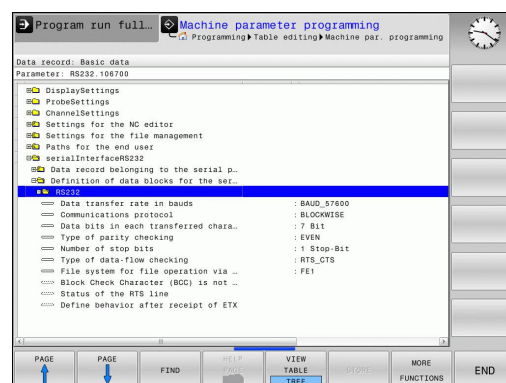 Program run full...
Machine parameter programming
Programming Table editing Machine par. programming
Data record: Basic data
Parameter: RS232.106700
DisplaySettings
ProbeSettings
ChannelSettings
Settings for the NC editor
Settings for the file management
Paths for the end user
serialInterfaceRS232
Data record belonging to the serial p...
Definition of data blocks for the ser...
RS232
Data transfer rate in bauds : BAUD_57600
Communications protocol : BLOCKWISE
Data bits in each transferred chara... : 7 Bit
Type of parity checking : EVEN
Number of stop bits : 1 Stop-Bit
Type of data-flow checking : RTS_CTS
File system for file operation via ... : FE1
Block Check Character (BCC) is not ...
Status of the RTS line
Define behavior after receipt of ETX
PAGE
PAGE
FIND
HELP
PAGE
VIEW
TABLE
TREE
STORE
MORE
FUNCTIONS
END